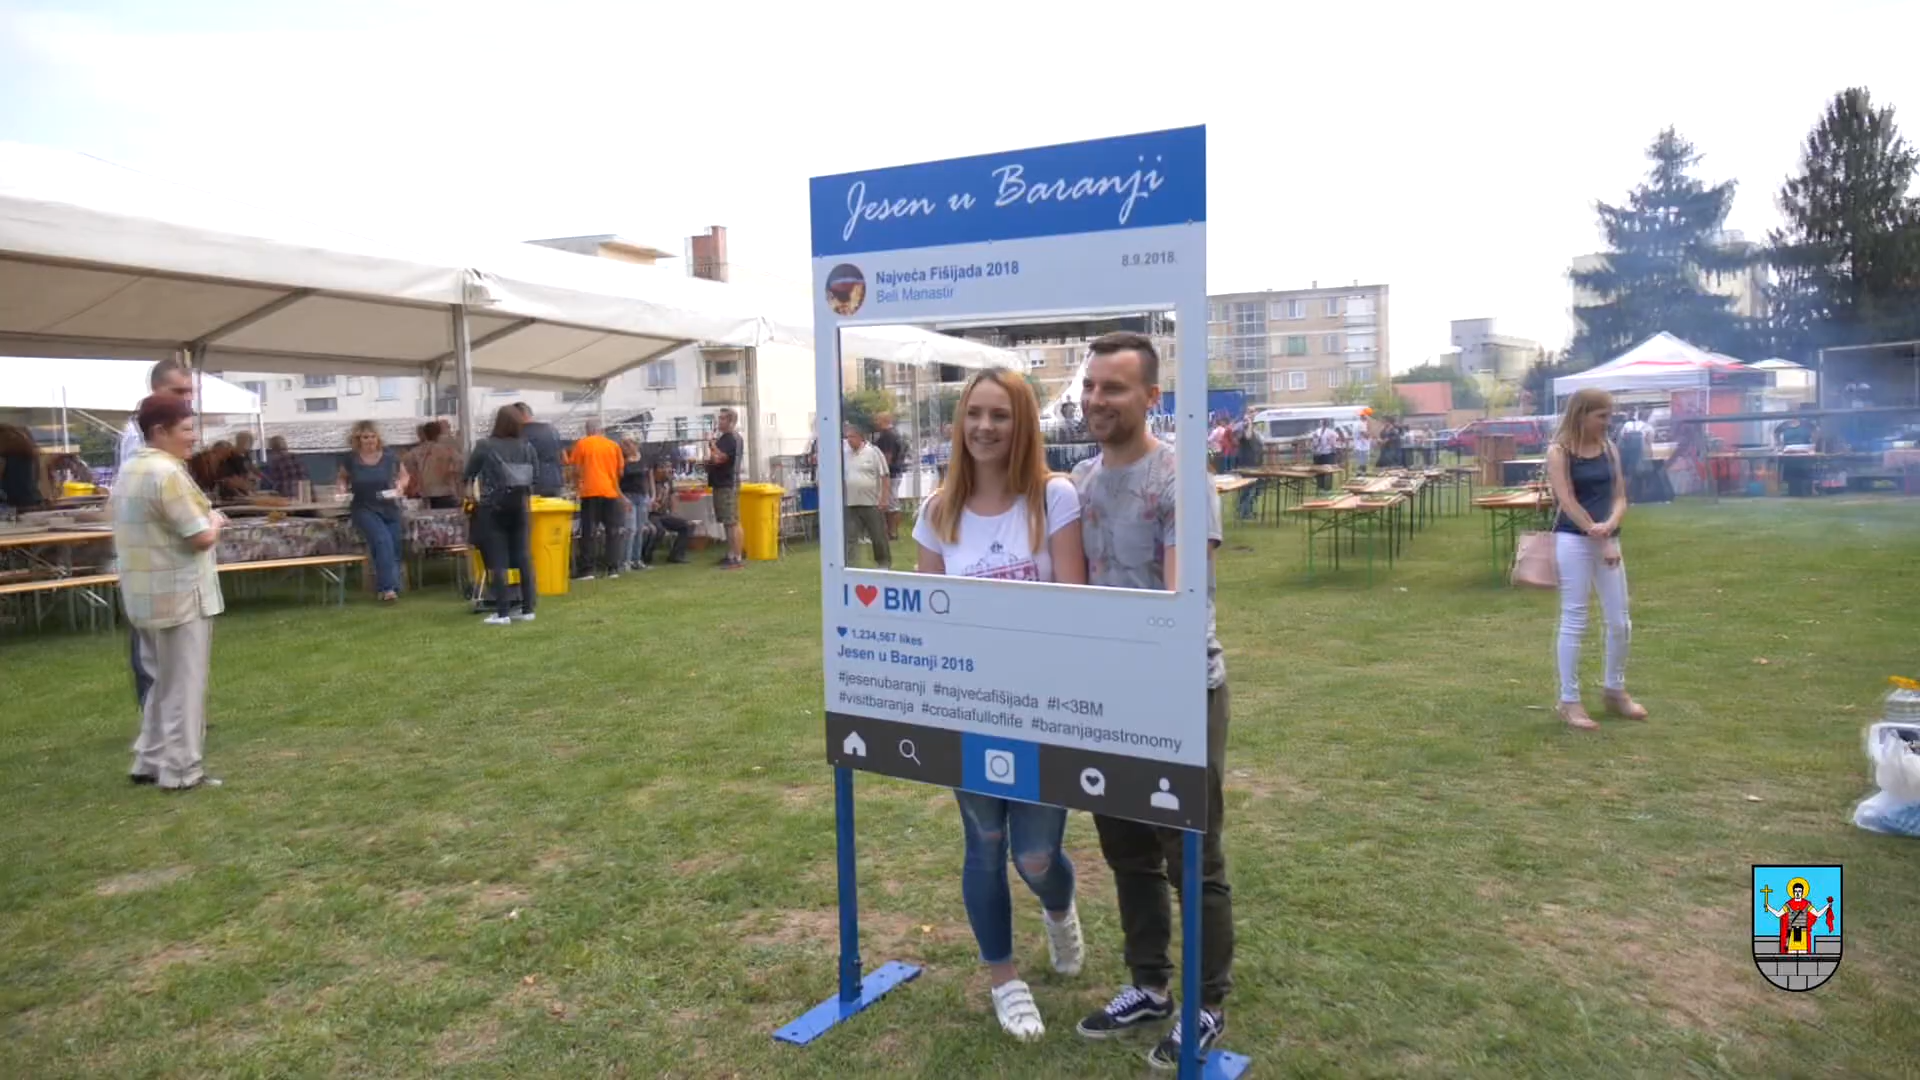 Jesen u Baranji
Najveća Fišijada 2018
8.9.2018.
Beli Manastir
I ❤ BM
1,234,567 likes
Jesen u Baranji 2018
#jesenubaranji #najvećafišijada #I<3BM
#visitbaranja #croatiafulloflife #baranjagastronomy